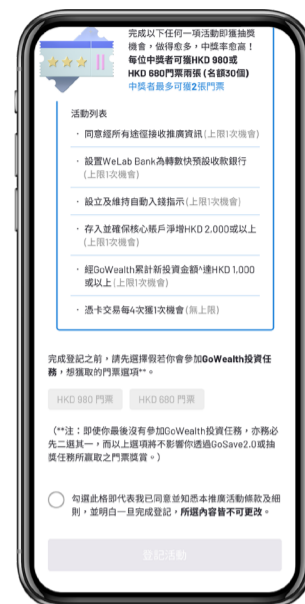 完成以下任何一項活動即獲抽獎
機會，做得愈多，中獎率愈高！
每位中獎者可獲HKD 980或
HKD 680門票兩張 (名額30個)
中獎者最多可獲2張門票
活動列表
· 同意經所有途徑接收推廣資訊(上限1次機會)
· 設置WeLab Bank為轉數快預設收款銀行
(上限1次機會)
· 設立及維持自動入錢指示(上限1次機會)
· 存入並確保核心賬戶淨增HKD 2,000或以上
(上限1次機會)
· 經GoWealth累計新投資金額^達HKD 1,000
或以上(上限1次機會)
· 憑卡交易每4次獲1次機會(無上限)
完成登記之前，請先選擇假若你會參加GoWealth投資任
務，想獲取的門票選項**。
HKD 980 門票 HKD 680 門票
(**注：即使你最後沒有參加GoWealth投資任務，亦務必
先二選其一，而以上選項將不影響你透過GoSave2.0或抽
獎任務所贏取之門票獎賞。)
勾選此格即代表我已同意並知悉本推廣活動條款及細
則，並明白一旦完成登記，所選內容皆不可更改。
登記活動